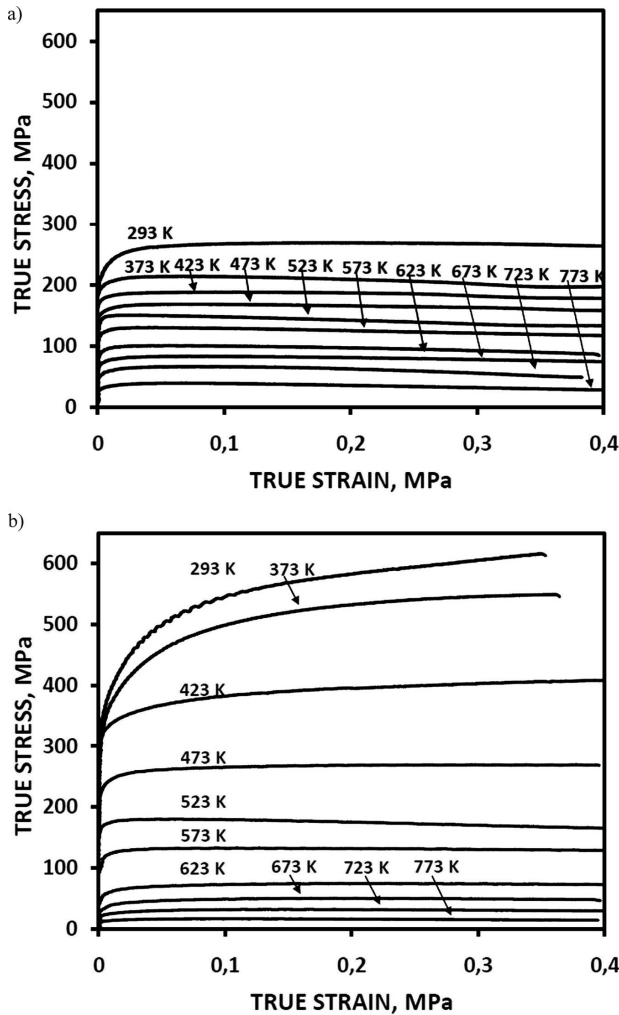 a)
TRUE STRESS, MPa
600
500
400
300
200
100
0
293 K
373 K 423 K 473 K 523 K 573 K 623 K 673 K 723 K 773 K
0 0,1 0,2 0,3 0,4
TRUE STRAIN, MPa
b)
TRUE STRESS, MPa
600
500
400
300
200
100
0
293 K 373 K
423 K
473 K
523 K
573 K
623 K 673 K 723 K 773 K
0 0,1 0,2 0,3 0,4
TRUE STRAIN, MPa